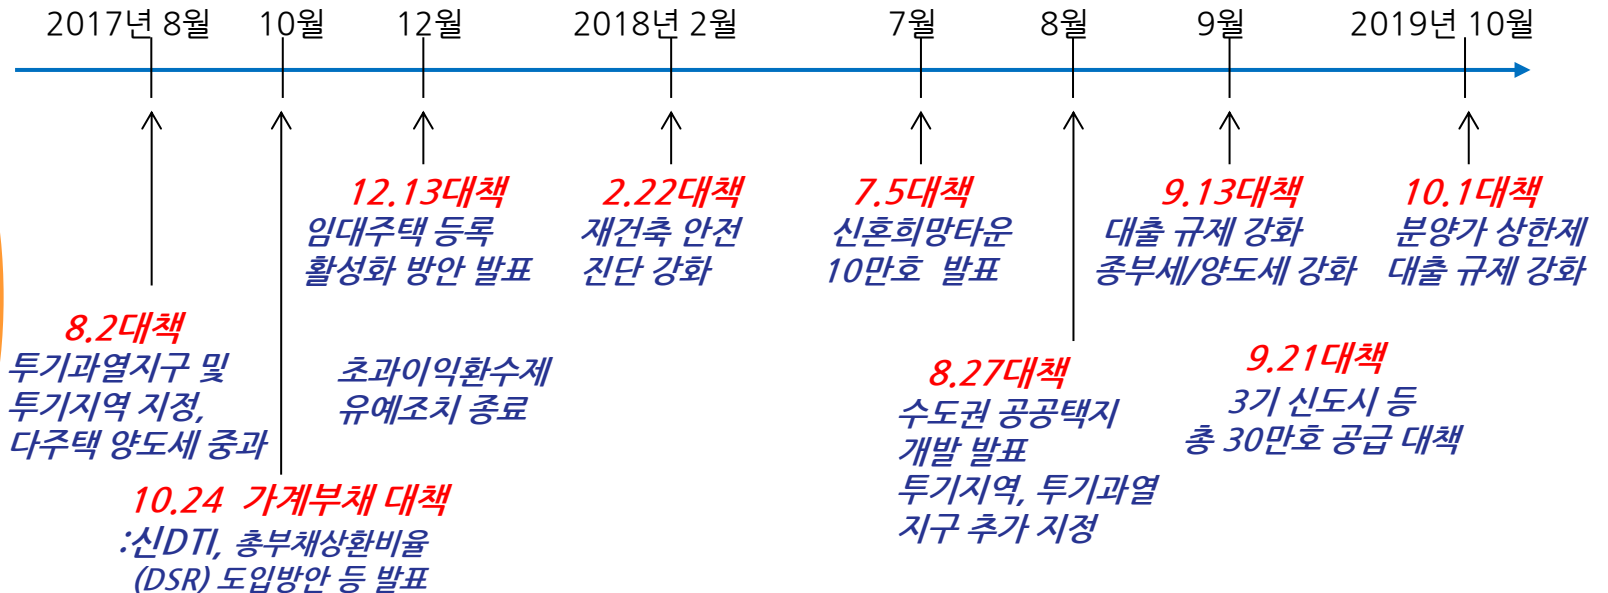 2017년 8월
10월
12월
2018년 2월
7월
8월
9월
2019년 10월
8.2대책
투기과열지구 및
투기지역 지정,
다주택 양도세 중과
10.24 가계부채 대책
:신DTI, 총부채상환비율
(DSR) 도입방안 등 발표
12.13대책
임대주택 등록
활성화 방안 발표
초과이익환수제
유예조치 종료
2.22대책
재건축 안전
진단 강화
7.5대책
신혼희망타운
10만호 발표
8.27대책
수도권 공공택지
개발 발표
투기지역, 투기과열
지구 추가 지정
9.13대책
대출 규제 강화
종부세/양도세 강화
9.21대책
3기 신도시 등
총 30만호 공급 대책
10.1대책
분양가 상한제
대출 규제 강화